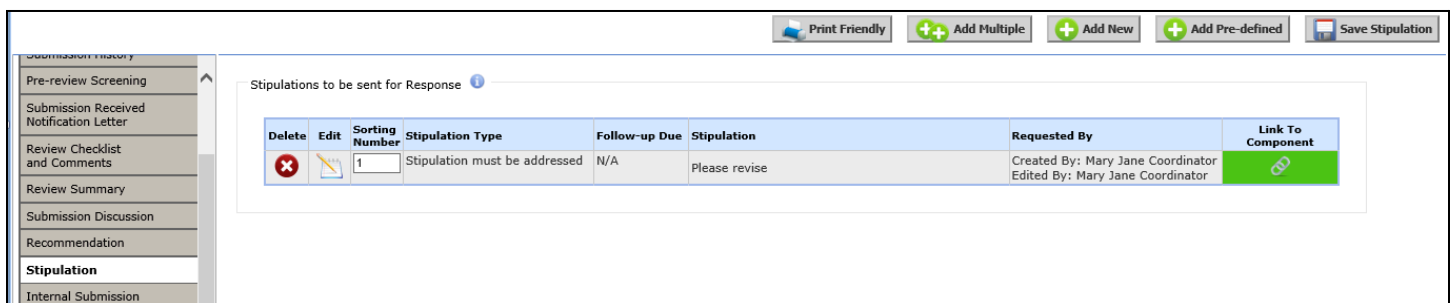 Print Friendly
Add Multiple
Add New
Add Pre-defined
Save Stipulation
Submission History
Pre-review Screening
Submission Received
Notification Letter
Review Checklist
and Comments
Review Summary
Submission Discussion
Recommendation
Stipulation
Internal Submission
Stipulations to be sent for Response
Delete Edit Sorting Number Stipulation Type Follow-up Due Stipulation Requested By Link To Component
1 Stipulation must be addressed N/A Please revise Created By: Mary Jane Coordinator
Edited By: Mary Jane Coordinator